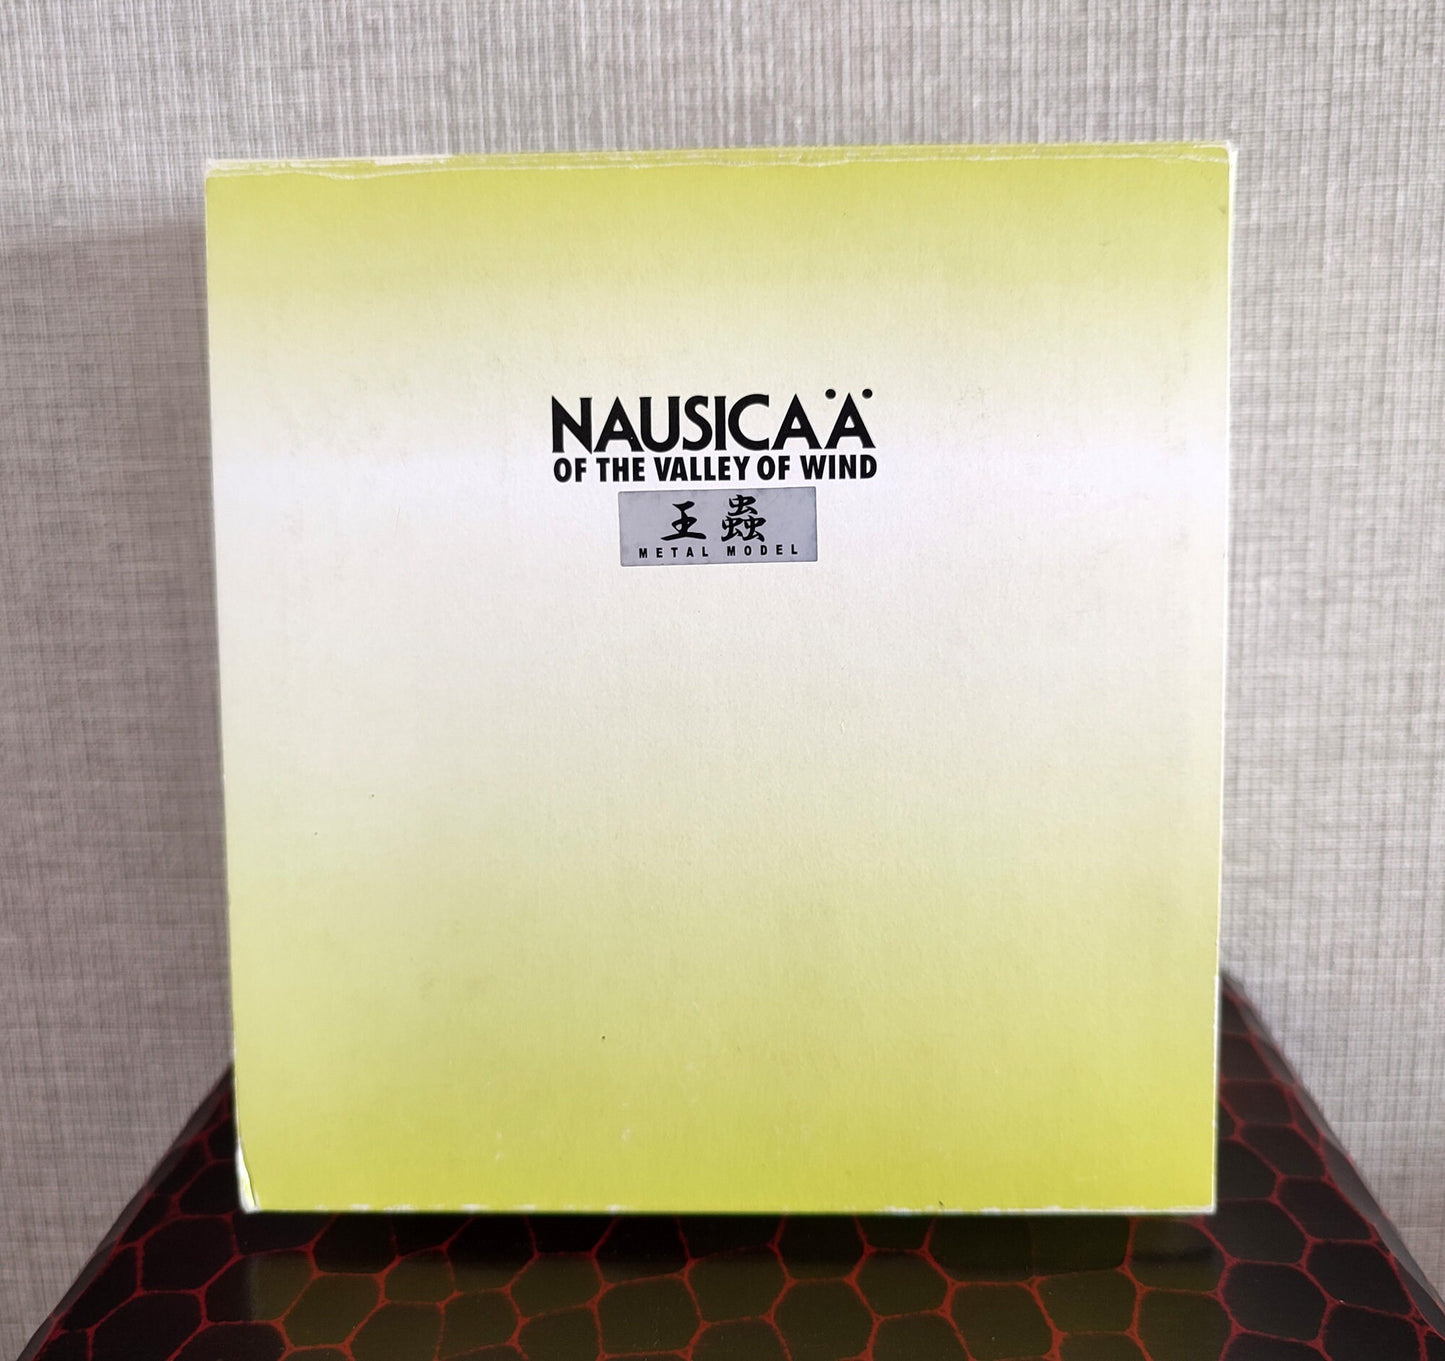 NAUSICAÄ
OF THE VALLEY OF WIND
王蟲
METAL MODEL